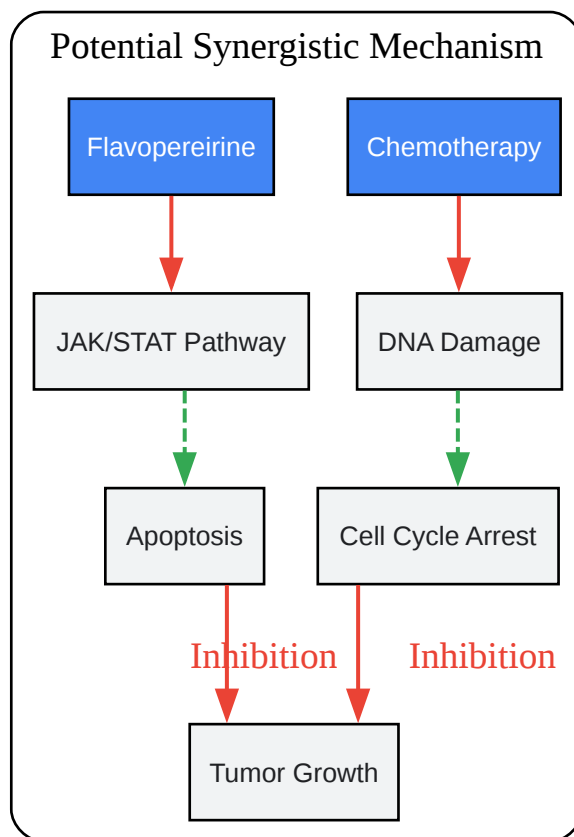 Potential Synergistic Mechanism
Flavopereirine
Chemotherapy
JAK/STAT Pathway
DNA Damage
Apoptosis
Cell Cycle Arrest
Inhibition
Inhibition
Tumor Growth